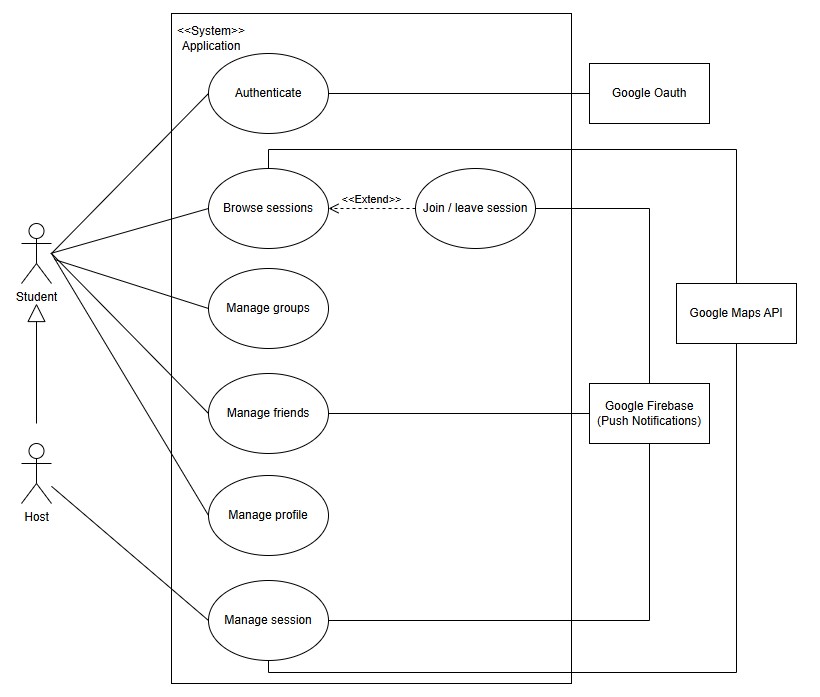 <<System>>
Application
Authenticate
Google Oauth
Browse sessions
<<Extend>>
Join / leave session
Student
Manage groups
Google Maps API
Manage friends
Google Firebase
(Push Notifications)
Host
Manage profile
Manage session